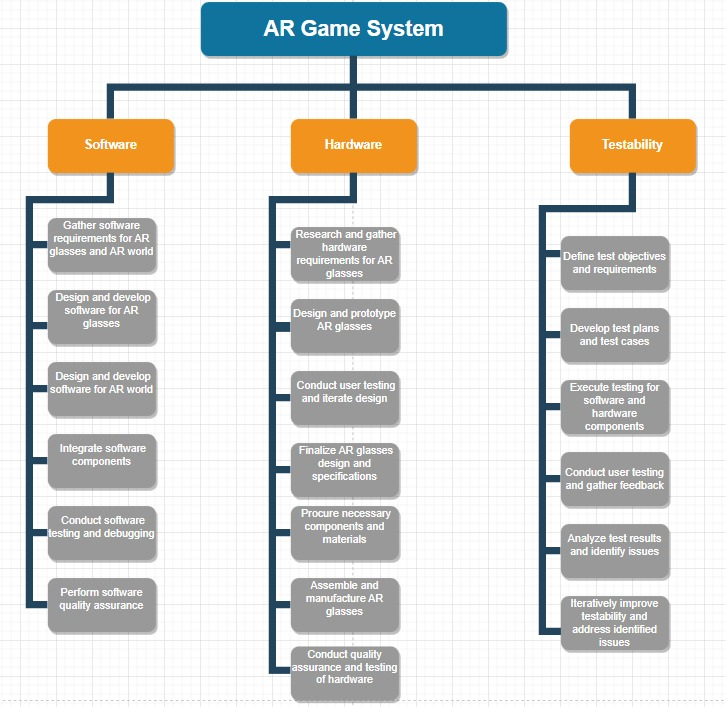 AR Game System
Software
Hardware
Testability
Gather software
requirements for AR
glasses and AR world
Design and develop
software for AR
glasses
Design and develop
software for AR world
Integrate software
components
Conduct software
testing and debugging
Perform software
quality assurance
Research and gather
hardware
requirements for AR
glasses
Design and prototype
AR glasses
Conduct user testing
and iterate design
Finalize AR glasses
design and
specifications
Procure necessary
components and
materials
Assemble and
manufacture AR
glasses
Conduct quality
assurance and testing
of hardware
Define test objectives
and requirements
Develop test plans
and test cases
Execute testing for
software and
hardware
components
Conduct user testing
and gather feedback
Analyze test results
and identify issues
Iteratively improve
testability and
address identified
issues